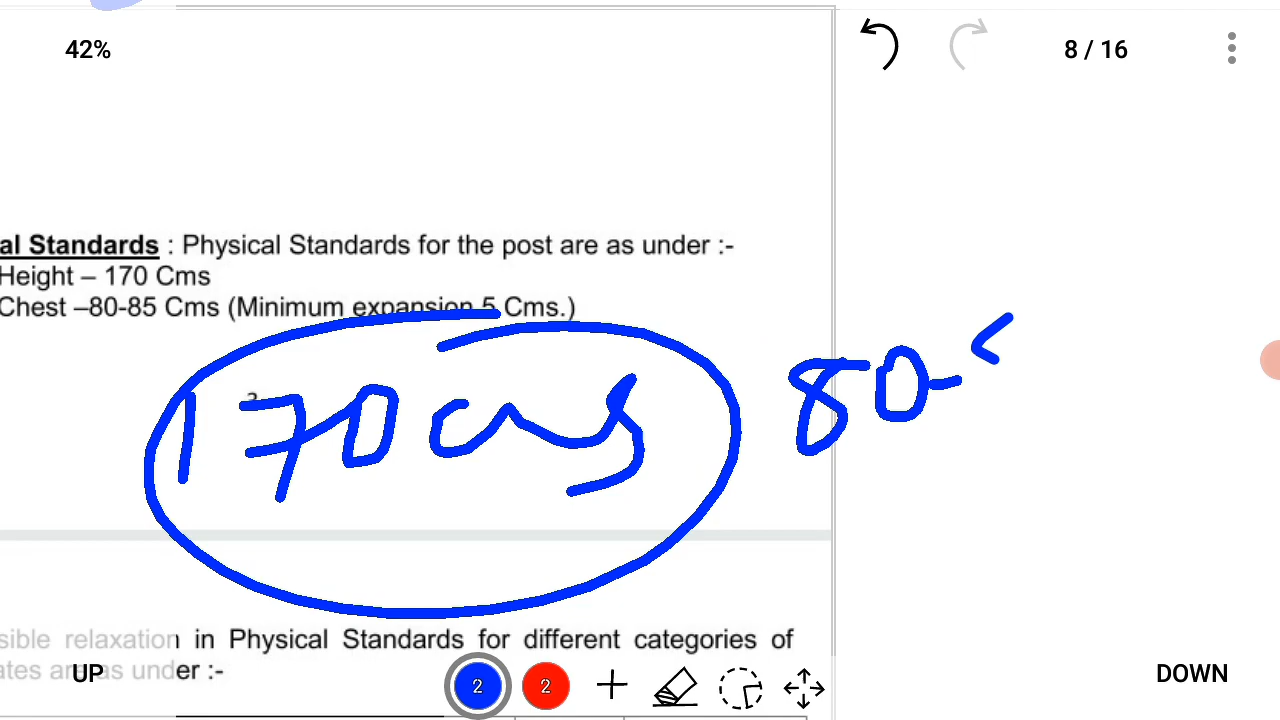 42%
8 / 16
al Standards : Physical Standards for the post are as under :-
Height – 170 Cms
Chest –80-85 Cms (Minimum expansion 5 Cms.)
170 cms
80-
sible relaxation in Physical Standards for different categories of
ates are as under :-
UP
2
2
DOWN